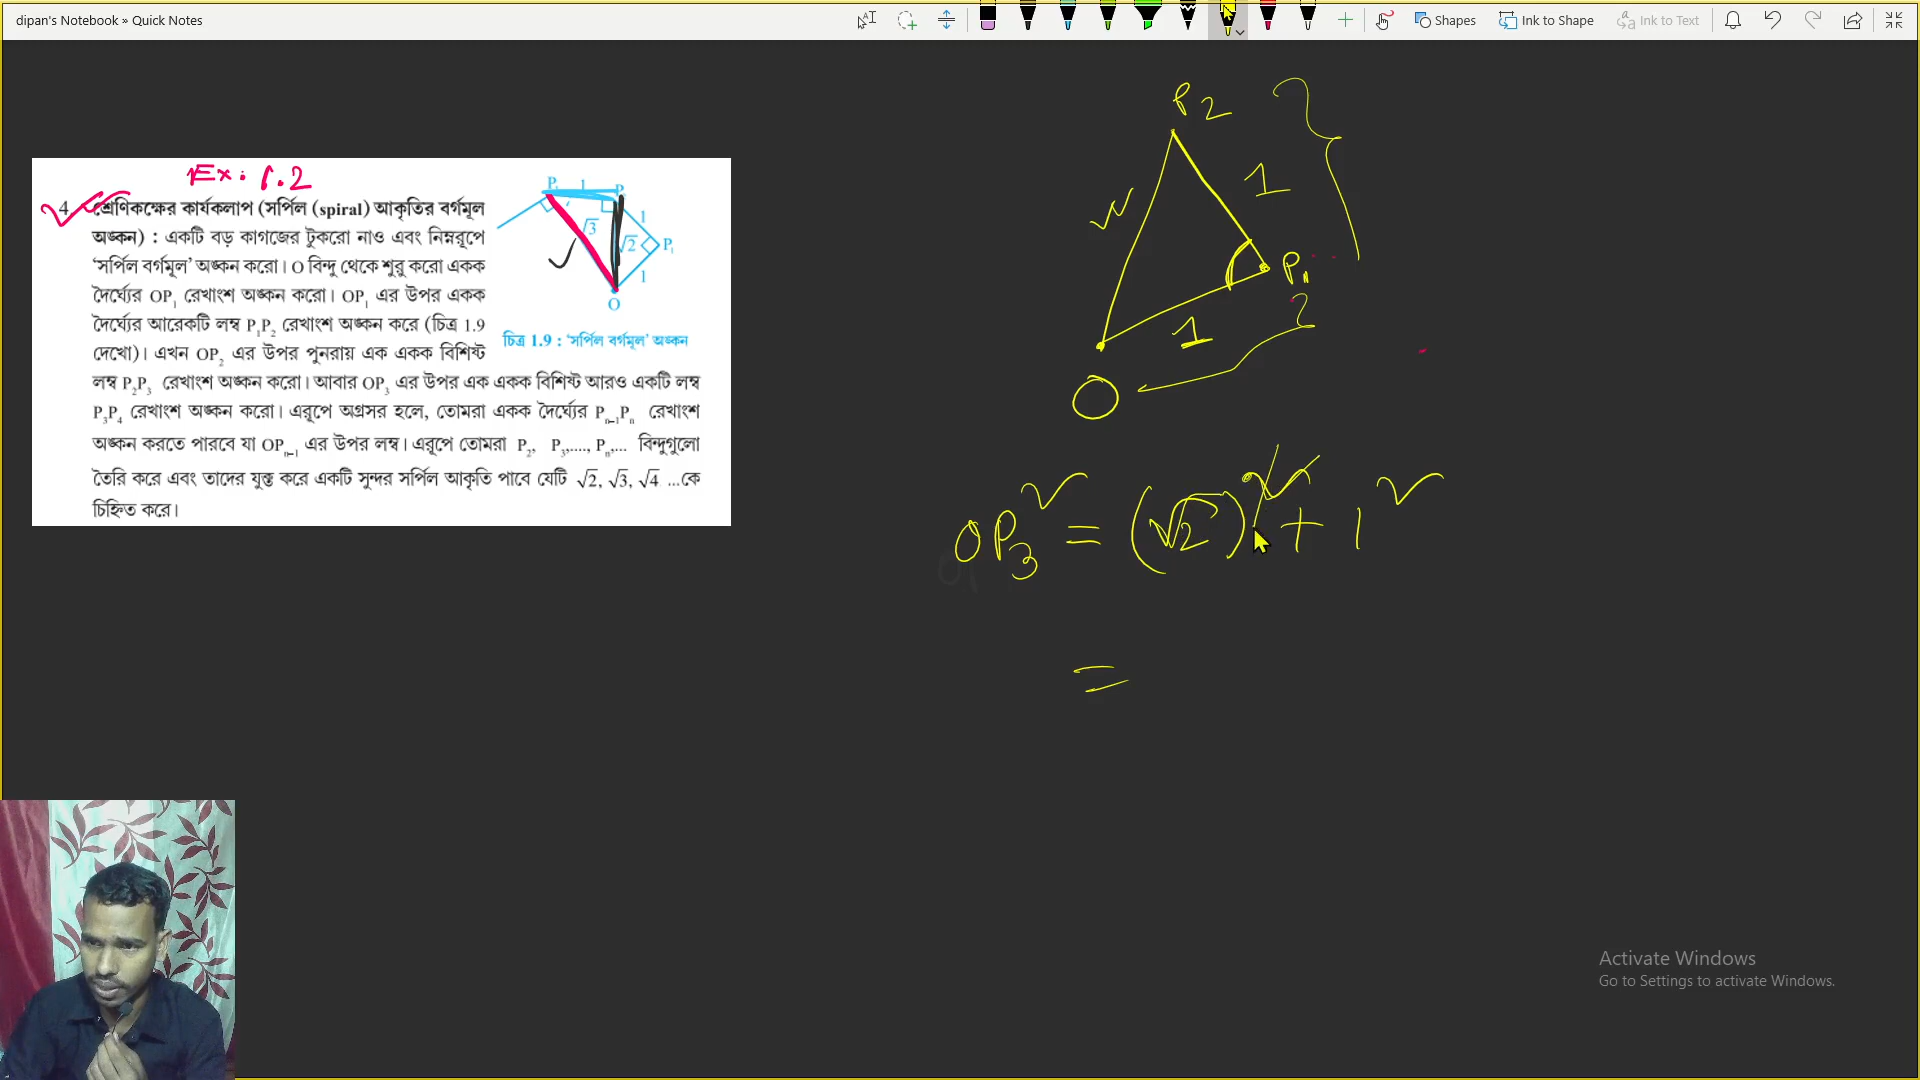 dipan's Notebook » Quick Notes
Shapes
Ink to Shape
Ink to Text
Ex: 1.2
4. শ্রেণিকক্ষের কার্যকলাপ (সর্পিল (spiral) আকৃতির বর্গমূল
অঙ্কন) : একটি বড় কাগজের টুকরো নাও এবং নিম্নরূপে
‘সর্পিল বর্গমূল’ অঙ্কন করো। O বিন্দু থেকে শুরু করো একক
দৈর্ঘ্যের OP₁ রেখাংশ অঙ্কন করো। OP₁ এর উপর একক
দৈর্ঘ্যের আরেকটি লম্ব P₁P₂ রেখাংশ অঙ্কন করে (চিত্র 1.9
দেখো)। এখন OP₂ এর উপর পুনরায় এক একক বিশিষ্ট
লম্ব P₂P₃ রেখাংশ অঙ্কন করো। আবার OP₃ এর উপর এক একক বিশিষ্ট আরও একটি লম্ব
P₃P₄ রেখাংশ অঙ্কন করো। এরূপে অগ্রসর হলে, তোমরা একক দৈর্ঘ্যের Pₙ₋₁Pₙ রেখাংশ
অঙ্কন করতে পারবে যা OPₙ₋₁ এর উপর লম্ব। এরূপে তোমরা P₂, P₃,...., Pₙ,... বিন্দুগুলো
তৈরি করে এবং তাদের যুক্ত করে একটি সুন্দর সর্পিল আকৃতি পাবে যেটি √2, √3, √4 ...কে
চিহ্নিত করে।
P 1 P
√3 1
√2 P₁
1
O
চিত্র 1.9 : ‘সর্পিল বর্গমূল’ অঙ্কন
P2
1
P1
1
O
OP₃² = (√2)² + 1²
=
Activate Windows
Go to Settings to activate Windows.